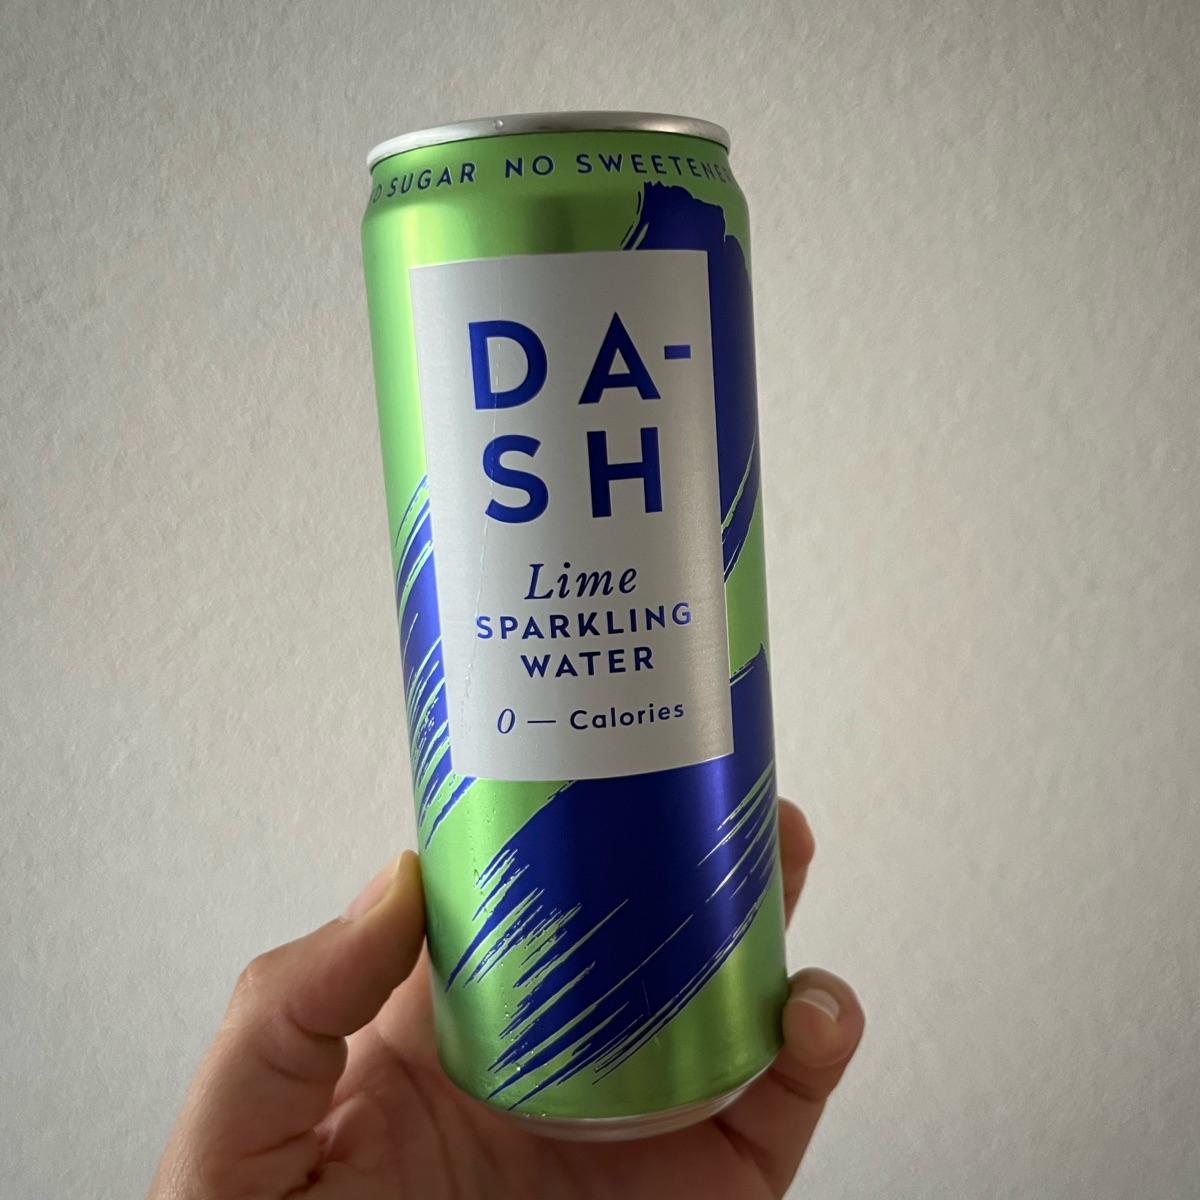 SUGAR NO SWEETENE
DA-
SH
Lime
SPARKLING
WATER
0 — Calories